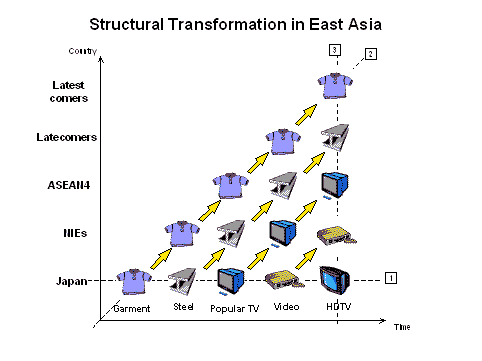 Structural Transformation in East Asia
Country
3
2
Latest
comers
Latecomers
ASEAN4
NIEs
Japan
1
Garment
Steel
Popular TV
Video
HDTV
Time